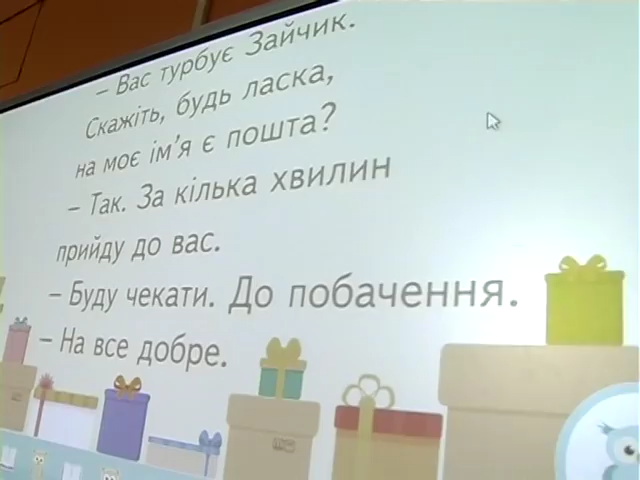 – Вас турбує Зайчик.
Скажіть, будь ласка,
на моє ім'я є пошта?
– Так. За кілька хвилин
прийду до вас.
– Буду чекати. До побачення.
– На все добре.